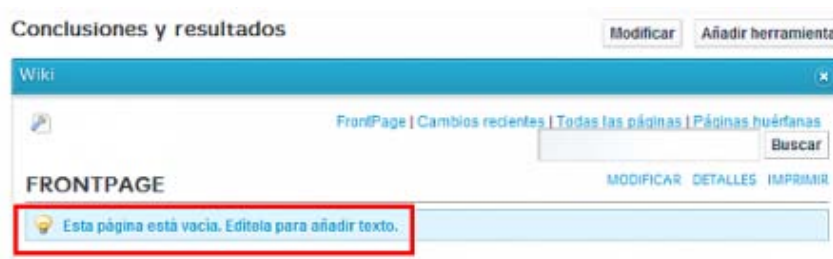 Conclusiones y resultados
Modificar Añadir herramienta
Wiki
FrontPage | Cambios recientes | Todas las páginas | Páginas huérfanas
Buscar
FRONTPAGE
MODIFICAR DETALLES IMPRIMIR
Esta página está vacía. Edítela para añadir texto.